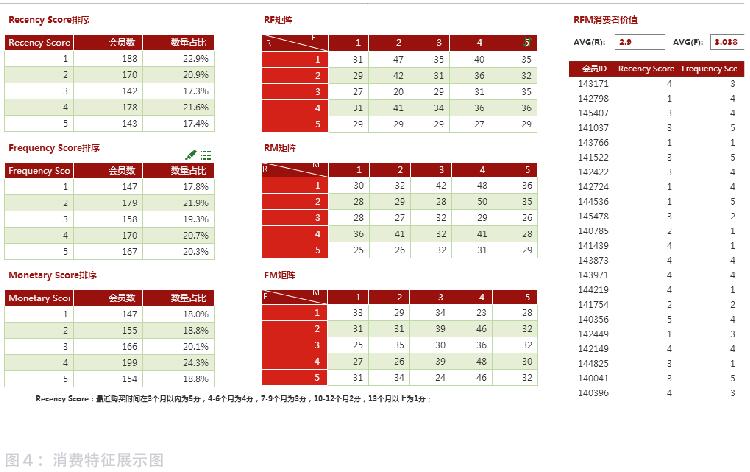 Recency Score排序
Recency Score 会员数 数量占比
1 188 22.9%
2 170 20.9%
3 142 17.3%
4 178 21.6%
5 143 17.4%
Frequency Score排序
Frequency Sco 会员数 数量占比
1 147 17.8%
2 179 21.9%
3 158 19.3%
4 170 20.7%
5 167 20.3%
Monetary Score排序
Monetary Scor 会员数 数量占比
1 147 18.0%
2 155 18.8%
3 166 20.1%
4 199 24.3%
5 154 18.8%
RF矩阵
R F 1 2 3 4 5
1 31 47 35 40 35
2 29 42 31 36 32
3 27 20 29 31 35
4 31 41 34 36 36
5 29 29 29 27 29
RM矩阵
R M 1 2 3 4 5
1 30 32 42 48 36
2 28 29 28 50 35
3 28 27 32 29 26
4 36 41 32 41 28
5 25 26 32 31 29
FM矩阵
F M 1 2 3 4 5
1 33 29 34 23 28
2 31 31 39 46 32
3 25 35 30 36 32
4 27 26 39 48 30
5 31 34 24 46 32
RFM消费者价值
AVG(R): 2.9 AVG(F): 3.038
会员ID Recency Score Frequency Sco
143171 4 3
142798 1 4
145407 3 4
141037 3 5
143766 1 1
141522 3 5
142422 3 4
142724 1 4
144536 1 5
145478 3 2
140785 2 1
141439 4 1
143873 4 4
143971 4 4
144219 4 1
141754 2 2
140356 5 4
142449 1 3
142149 4 4
144825 3 1
140041 3 5
140396 4 3
Recency Score：最近购买时间在3个月以内为5分，4-6个月为4分，7-9个月为3分，10-12个月2分，13个月以上为1分；
图4：消费特征展示图